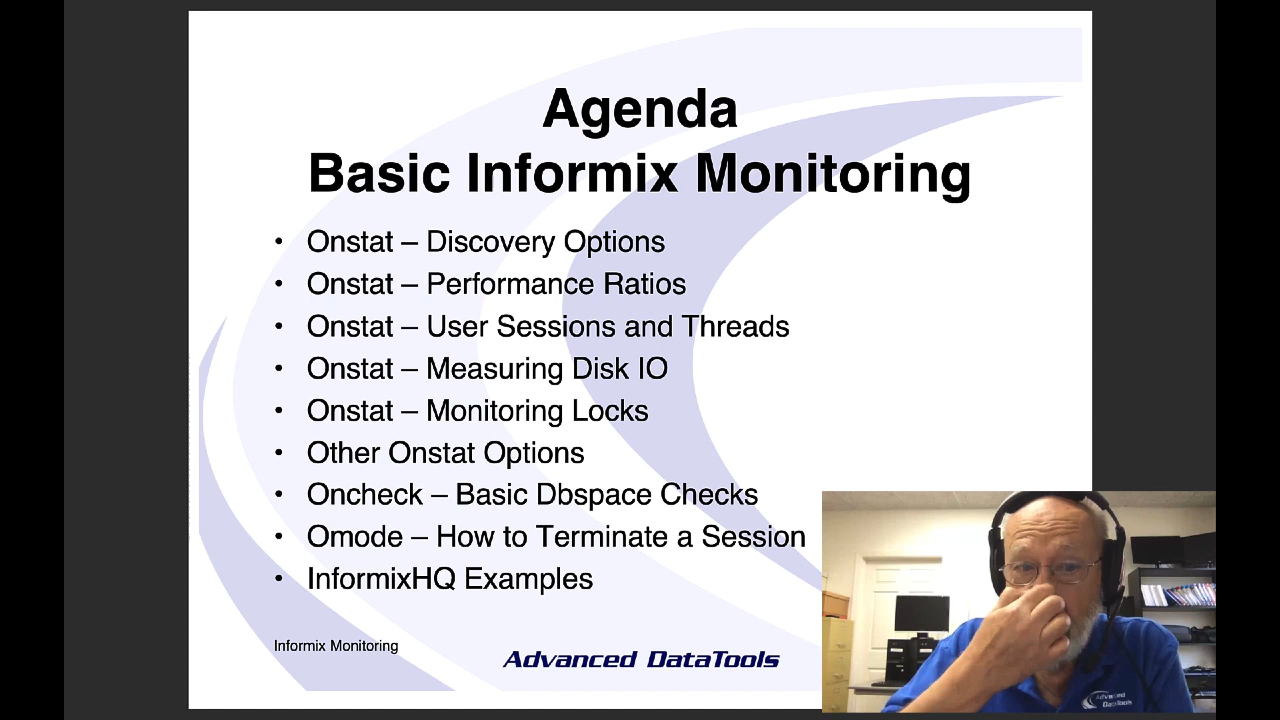 Agenda
Basic Informix Monitoring
• Onstat – Discovery Options
• Onstat – Performance Ratios
• Onstat – User Sessions and Threads
• Onstat – Measuring Disk IO
• Onstat – Monitoring Locks
• Other Onstat Options
• Oncheck – Basic Dbspace Checks
• Omode – How to Terminate a Session
• InformixHQ Examples
Informix Monitoring
Advanced DataTools
Advanced
DataTools